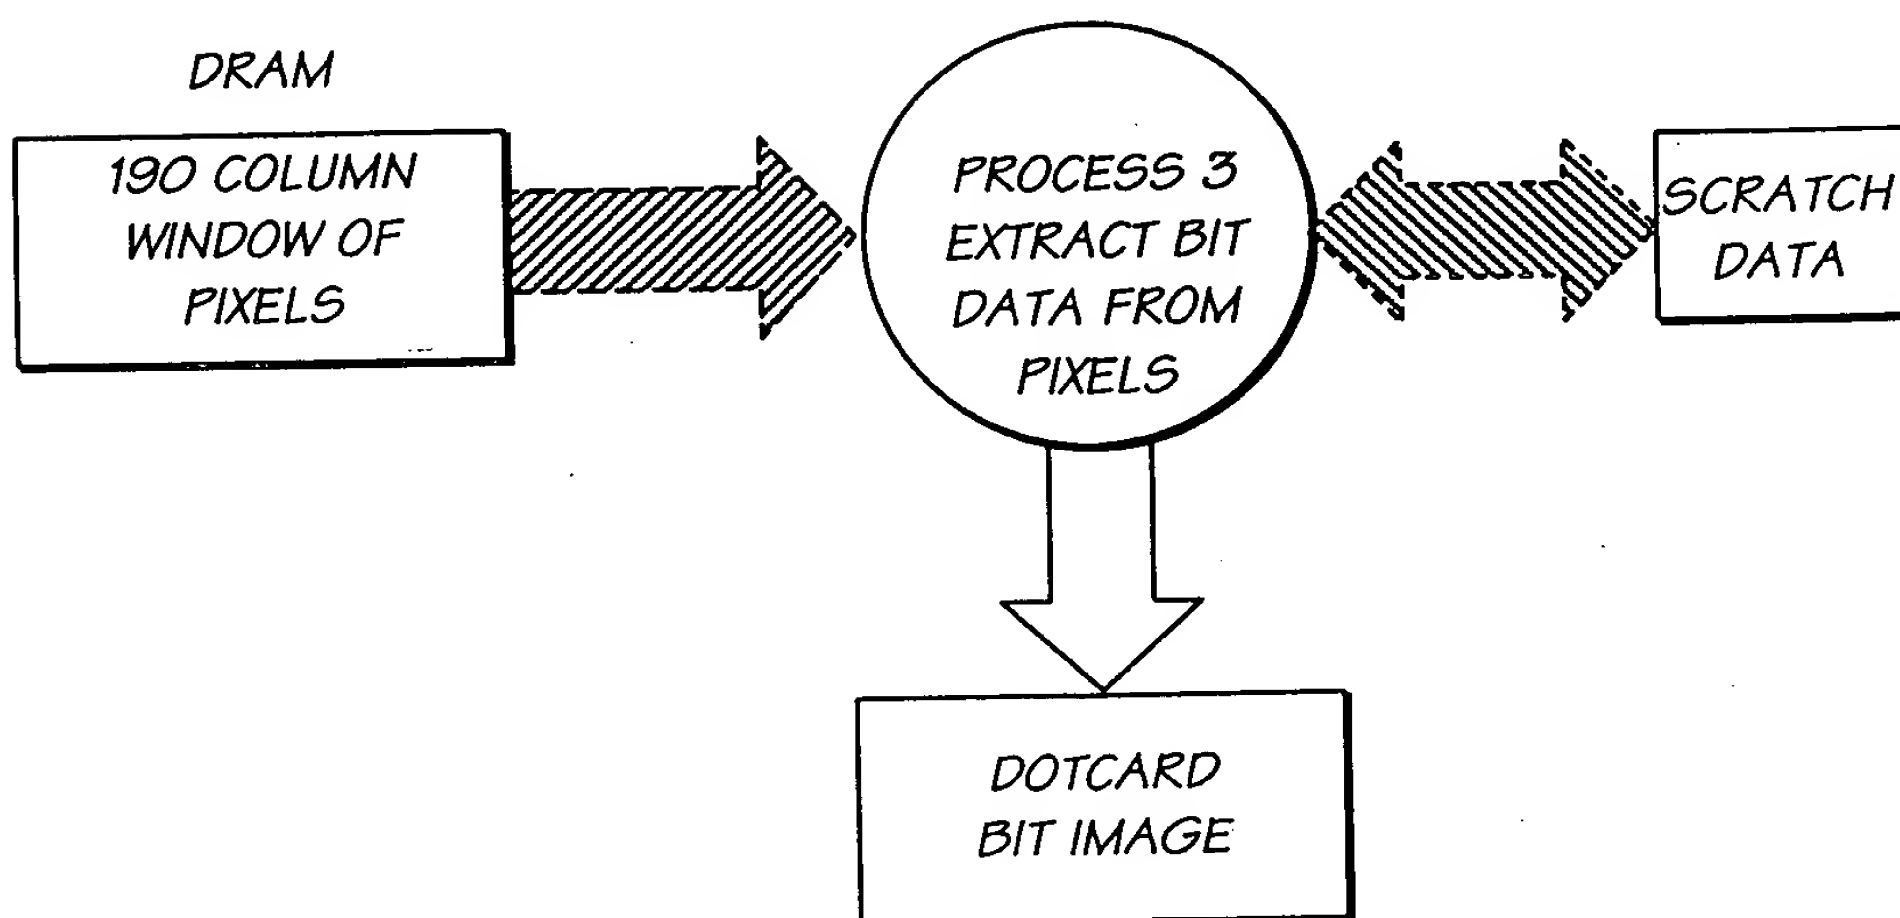 DRAM
190 COLUMN
WINDOW OF
PIXELS
PROCESS 3
EXTRACT BIT
DATA FROM
PIXELS
SCRATCH
DATA
DOTCARD
BIT IMAGE